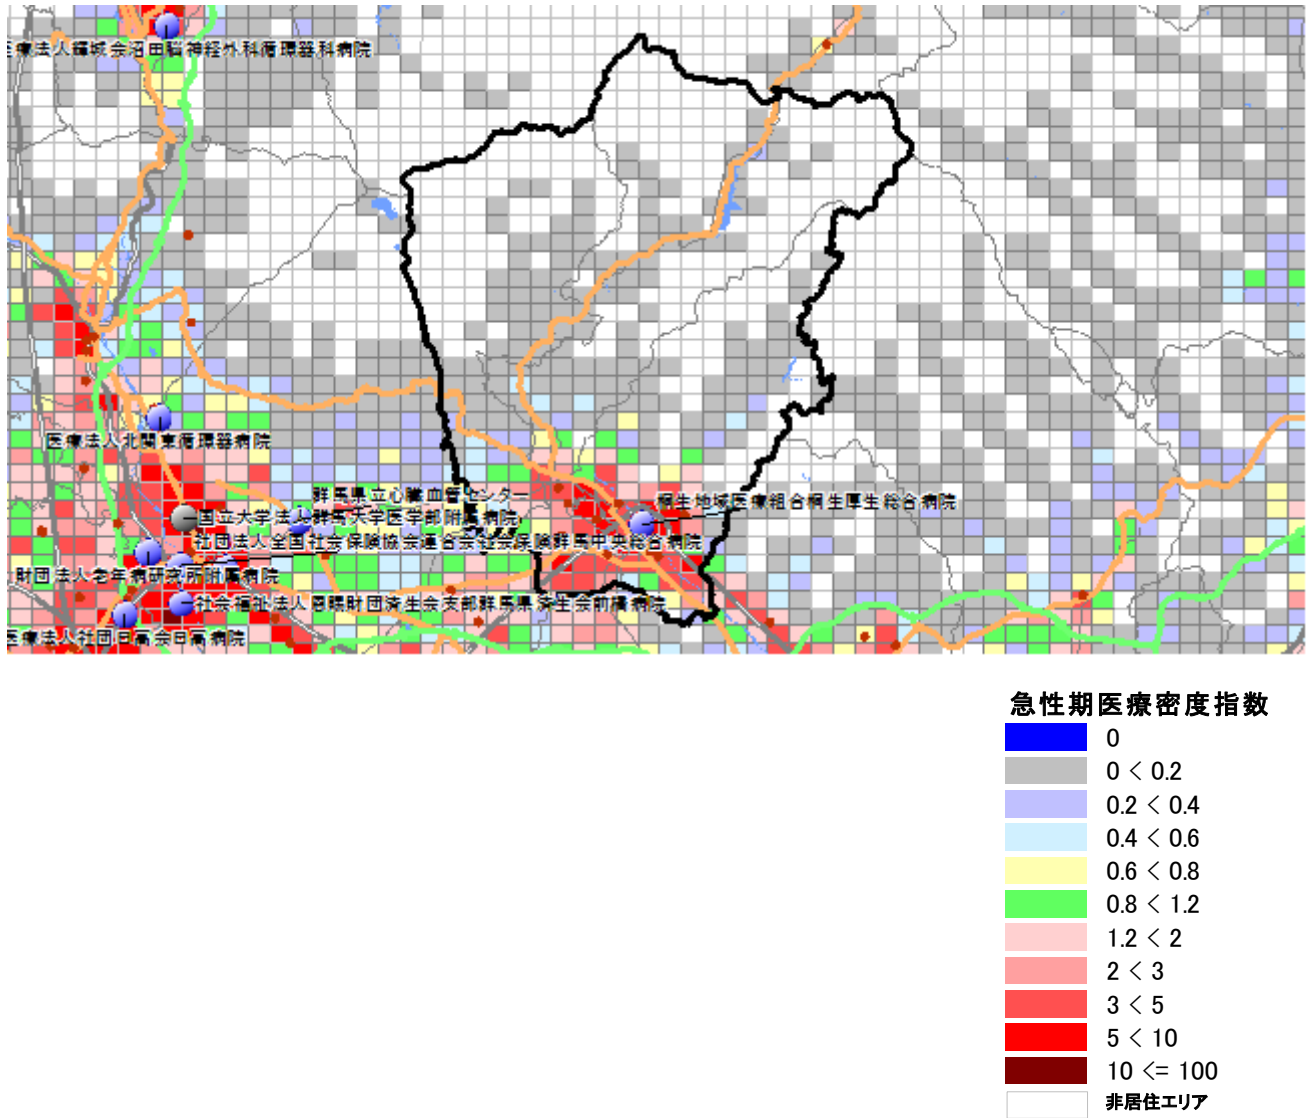 医療法人績城会沼田脳神経外科循環器科病院
医療法人北関東循環器病院
群馬県立心臓血管センター
桐生地域医療組合桐生厚生総合病院
国立大学法人群馬大学医学部附属病院
社団法人全国社会保険協会連合会社会保険群馬中央総合病院
財団法人老年病研究所附属病院
社会福祉法人恩賜財団済生会支部群馬県済生会前橋病院
医療法人社団日高会日高病院
急性期医療密度指数
0
0 < 0.2
0.2 < 0.4
0.4 < 0.6
0.6 < 0.8
0.8 < 1.2
1.2 < 2
2 < 3
3 < 5
5 < 10
10 <= 100
非居住エリア